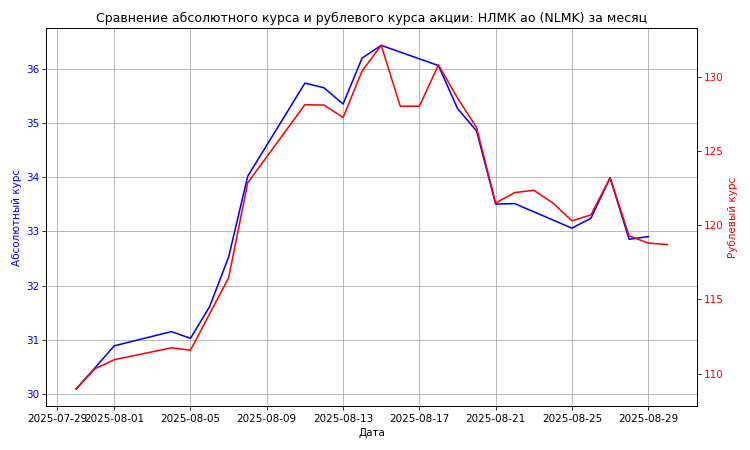 Сравнение абсолютного курса и рублевого курса акции: НЛМК ао (NLMK) за месяц
36
35
34
33
32
31
30
Абсолютный курс
130
125
120
115
110
Рублевый курс
2025-07-29 2025-08-01 2025-08-05 2025-08-09 2025-08-13 2025-08-17 2025-08-21 2025-08-25 2025-08-29
Дата